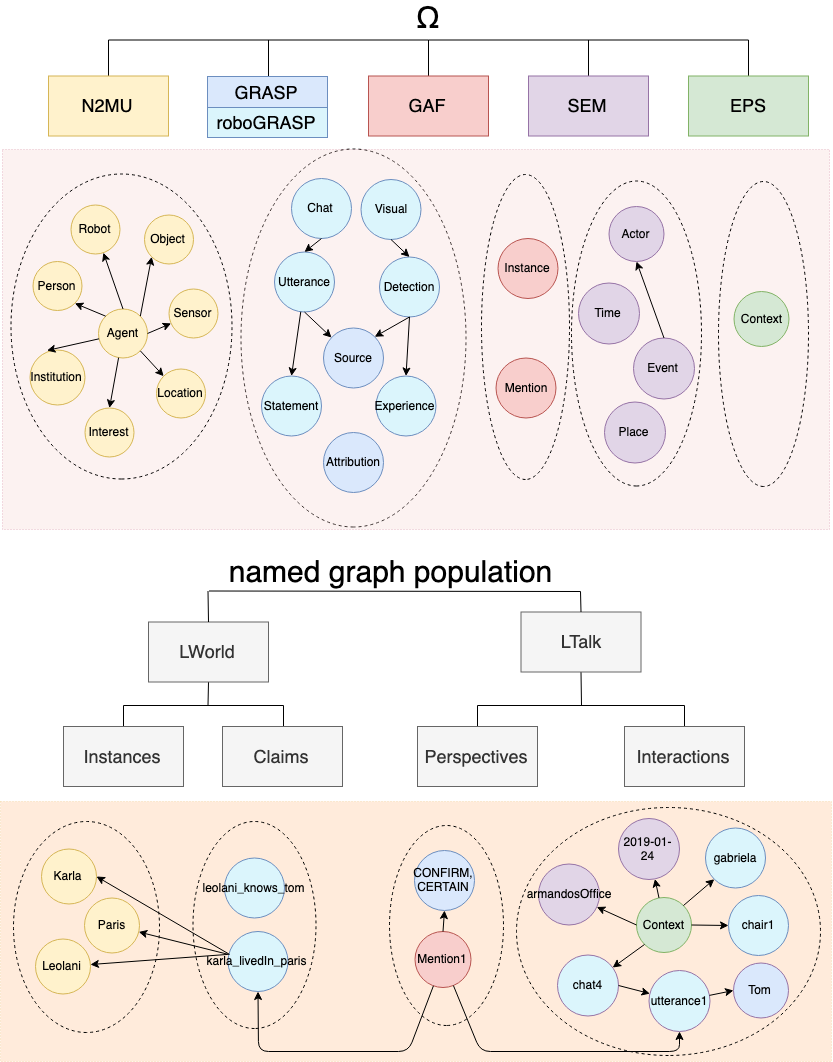 Ω
N2MU
GRASP
roboGRASP
GAF
SEM
EPS
Robot
Object
Person
Agent
Sensor
Institution
Location
Interest
Chat
Visual
Utterance
Detection
Source
Statement
Experience
Attribution
Instance
Mention
Actor
Time
Event
Place
Context
named graph population
LWorld
LTalk
Instances
Claims
Perspectives
Interactions
Karla
Paris
Leolani
leolani_knows_tom
karla_livedIn_paris
CONFIRM,
CERTAIN
Mention1
2019-01-
24
gabriela
armandosOffice
Context
chair1
chat4
utterance1
Tom